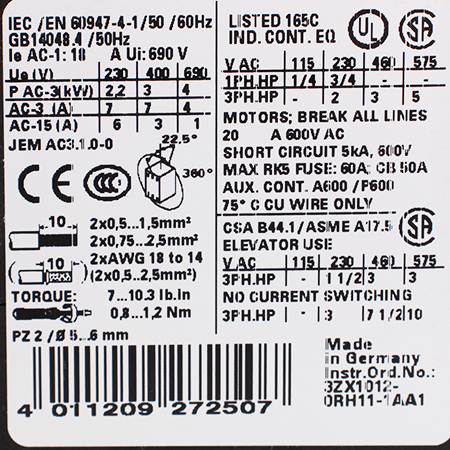 IEC /EN 60947-4-1/50 /60Hz
GB14048.4 /50Hz
Ie AC-1: 18 A Ui: 690 V
Ue (V) 230 400 690
P AC-3(kW) 2,2 3 4
AC-3 (A) 7 7 4
AC-15 (A) 6 3 1
JEM AC3.1.0-0
22.5°
360°
CE CCC
10 2x0,5...1,5mm²
2x0,75...2,5mm²
10 2xAWG 18 to 14
(2x0,5...2,5mm²)
TORQUE: 7...10.3 lb.in
0,8...1,2 Nm
PZ 2 / Ø 5...6 mm
4 011209 272507
LISTED 165C
IND. CONT. EQ
UL SA
V AC 115 230 460 575
1PH.HP 1/4 3/4 - -
3PH.HP - 2 3 5
MOTORS; BREAK ALL LINES
20 A 600V AC
SHORT CIRCUIT 5kA, 600V
MAX RK5 FUSE: 60A; CB 50A
AUX. CONT. A600 / P600
75° C CU WIRE ONLY
CSA B44.1/ASME A17.5
SA
ELEVATOR USE
V AC 115 230 460 575
3PH.HP - 1 1/2 3 3
NO CURRENT SWITCHING
3PH.HP - 3 7 1/2 10
Made
in Germany
Instr.Ord.No.:
3ZX1012-
0RH11-1AA1